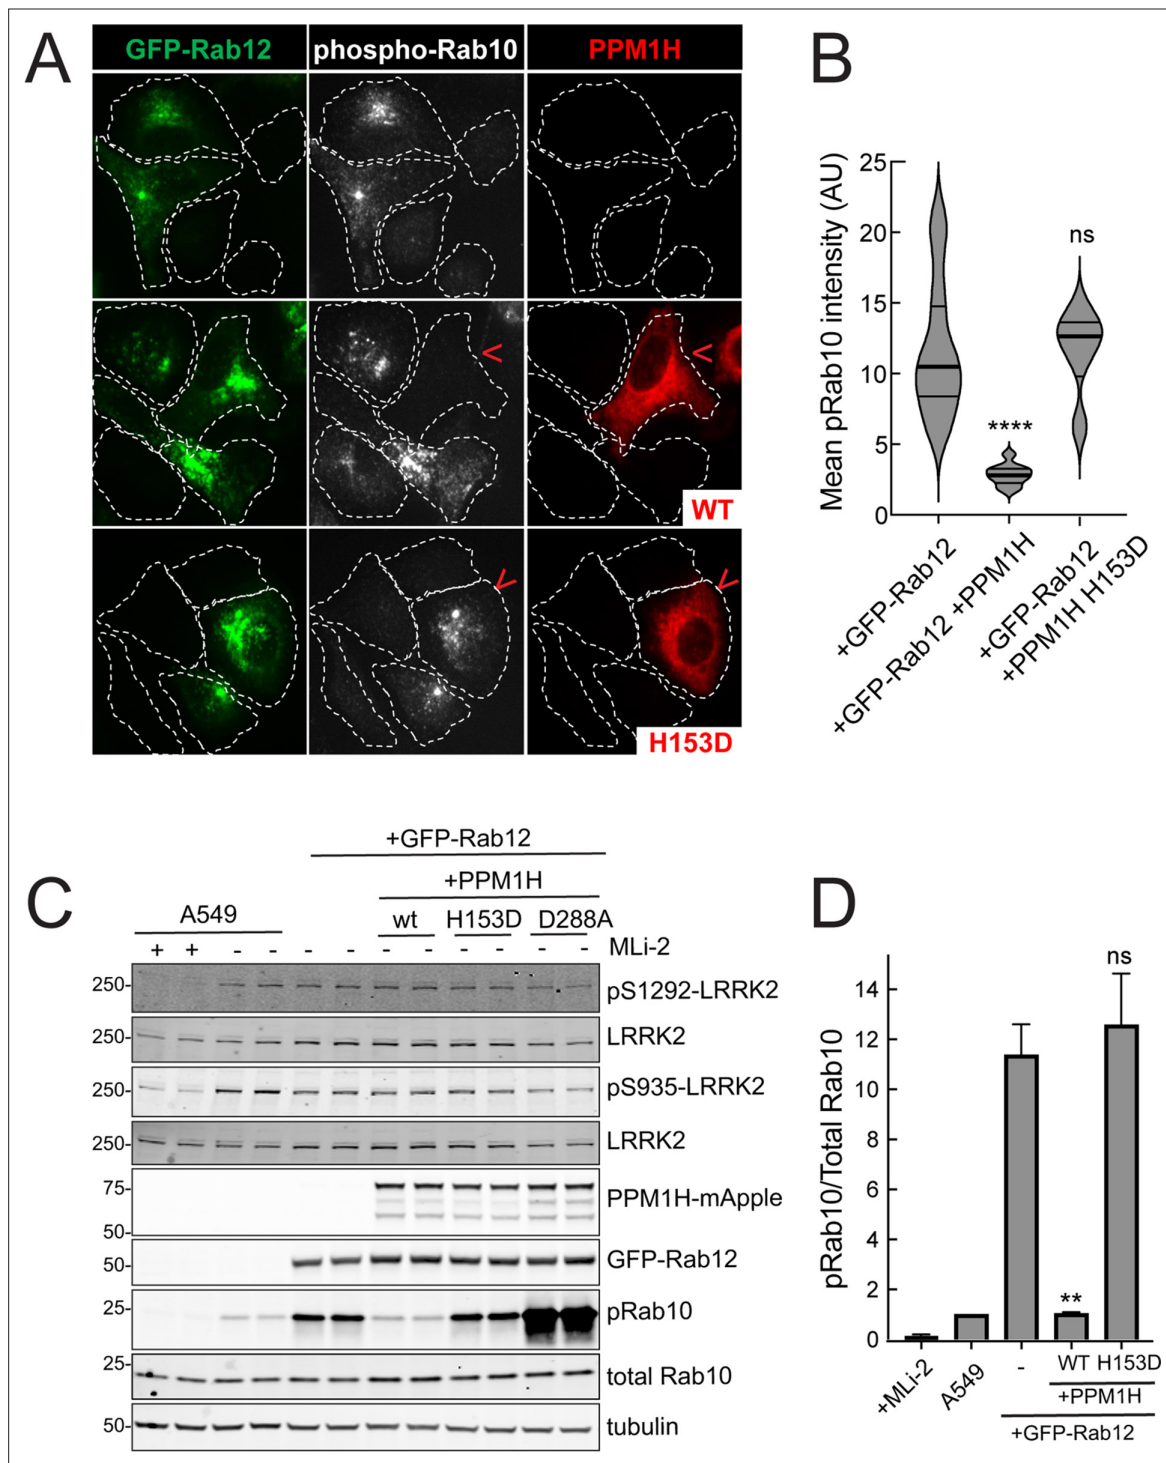 A
GFP-Rab12
phospho-Rab10
PPM1H
<
WT
<
H153D
B
Mean pRab10 intensity (AU)
25
20
15
10
5
0
ns
****
+GFP-Rab12
+GFP-Rab12 +PPM1H
+GFP-Rab12
+PPM1H H153D
C
+GFP-Rab12
+PPM1H
A549
wt
H153D
D288A
+ + - - - - - - - - - - MLi-2
250- pS1292-LRRK2
250- LRRK2
250- pS935-LRRK2
250- LRRK2
75-
PPM1H-mApple
50-
50- GFP-Rab12
25- pRab10
25-
total Rab10
50- tubulin
D
pRab10/Total Rab10
14
12
10
8
6
4
2
0
ns
**
+MLi-2
A549
-
WT H153D
+PPM1H
+GFP-Rab12